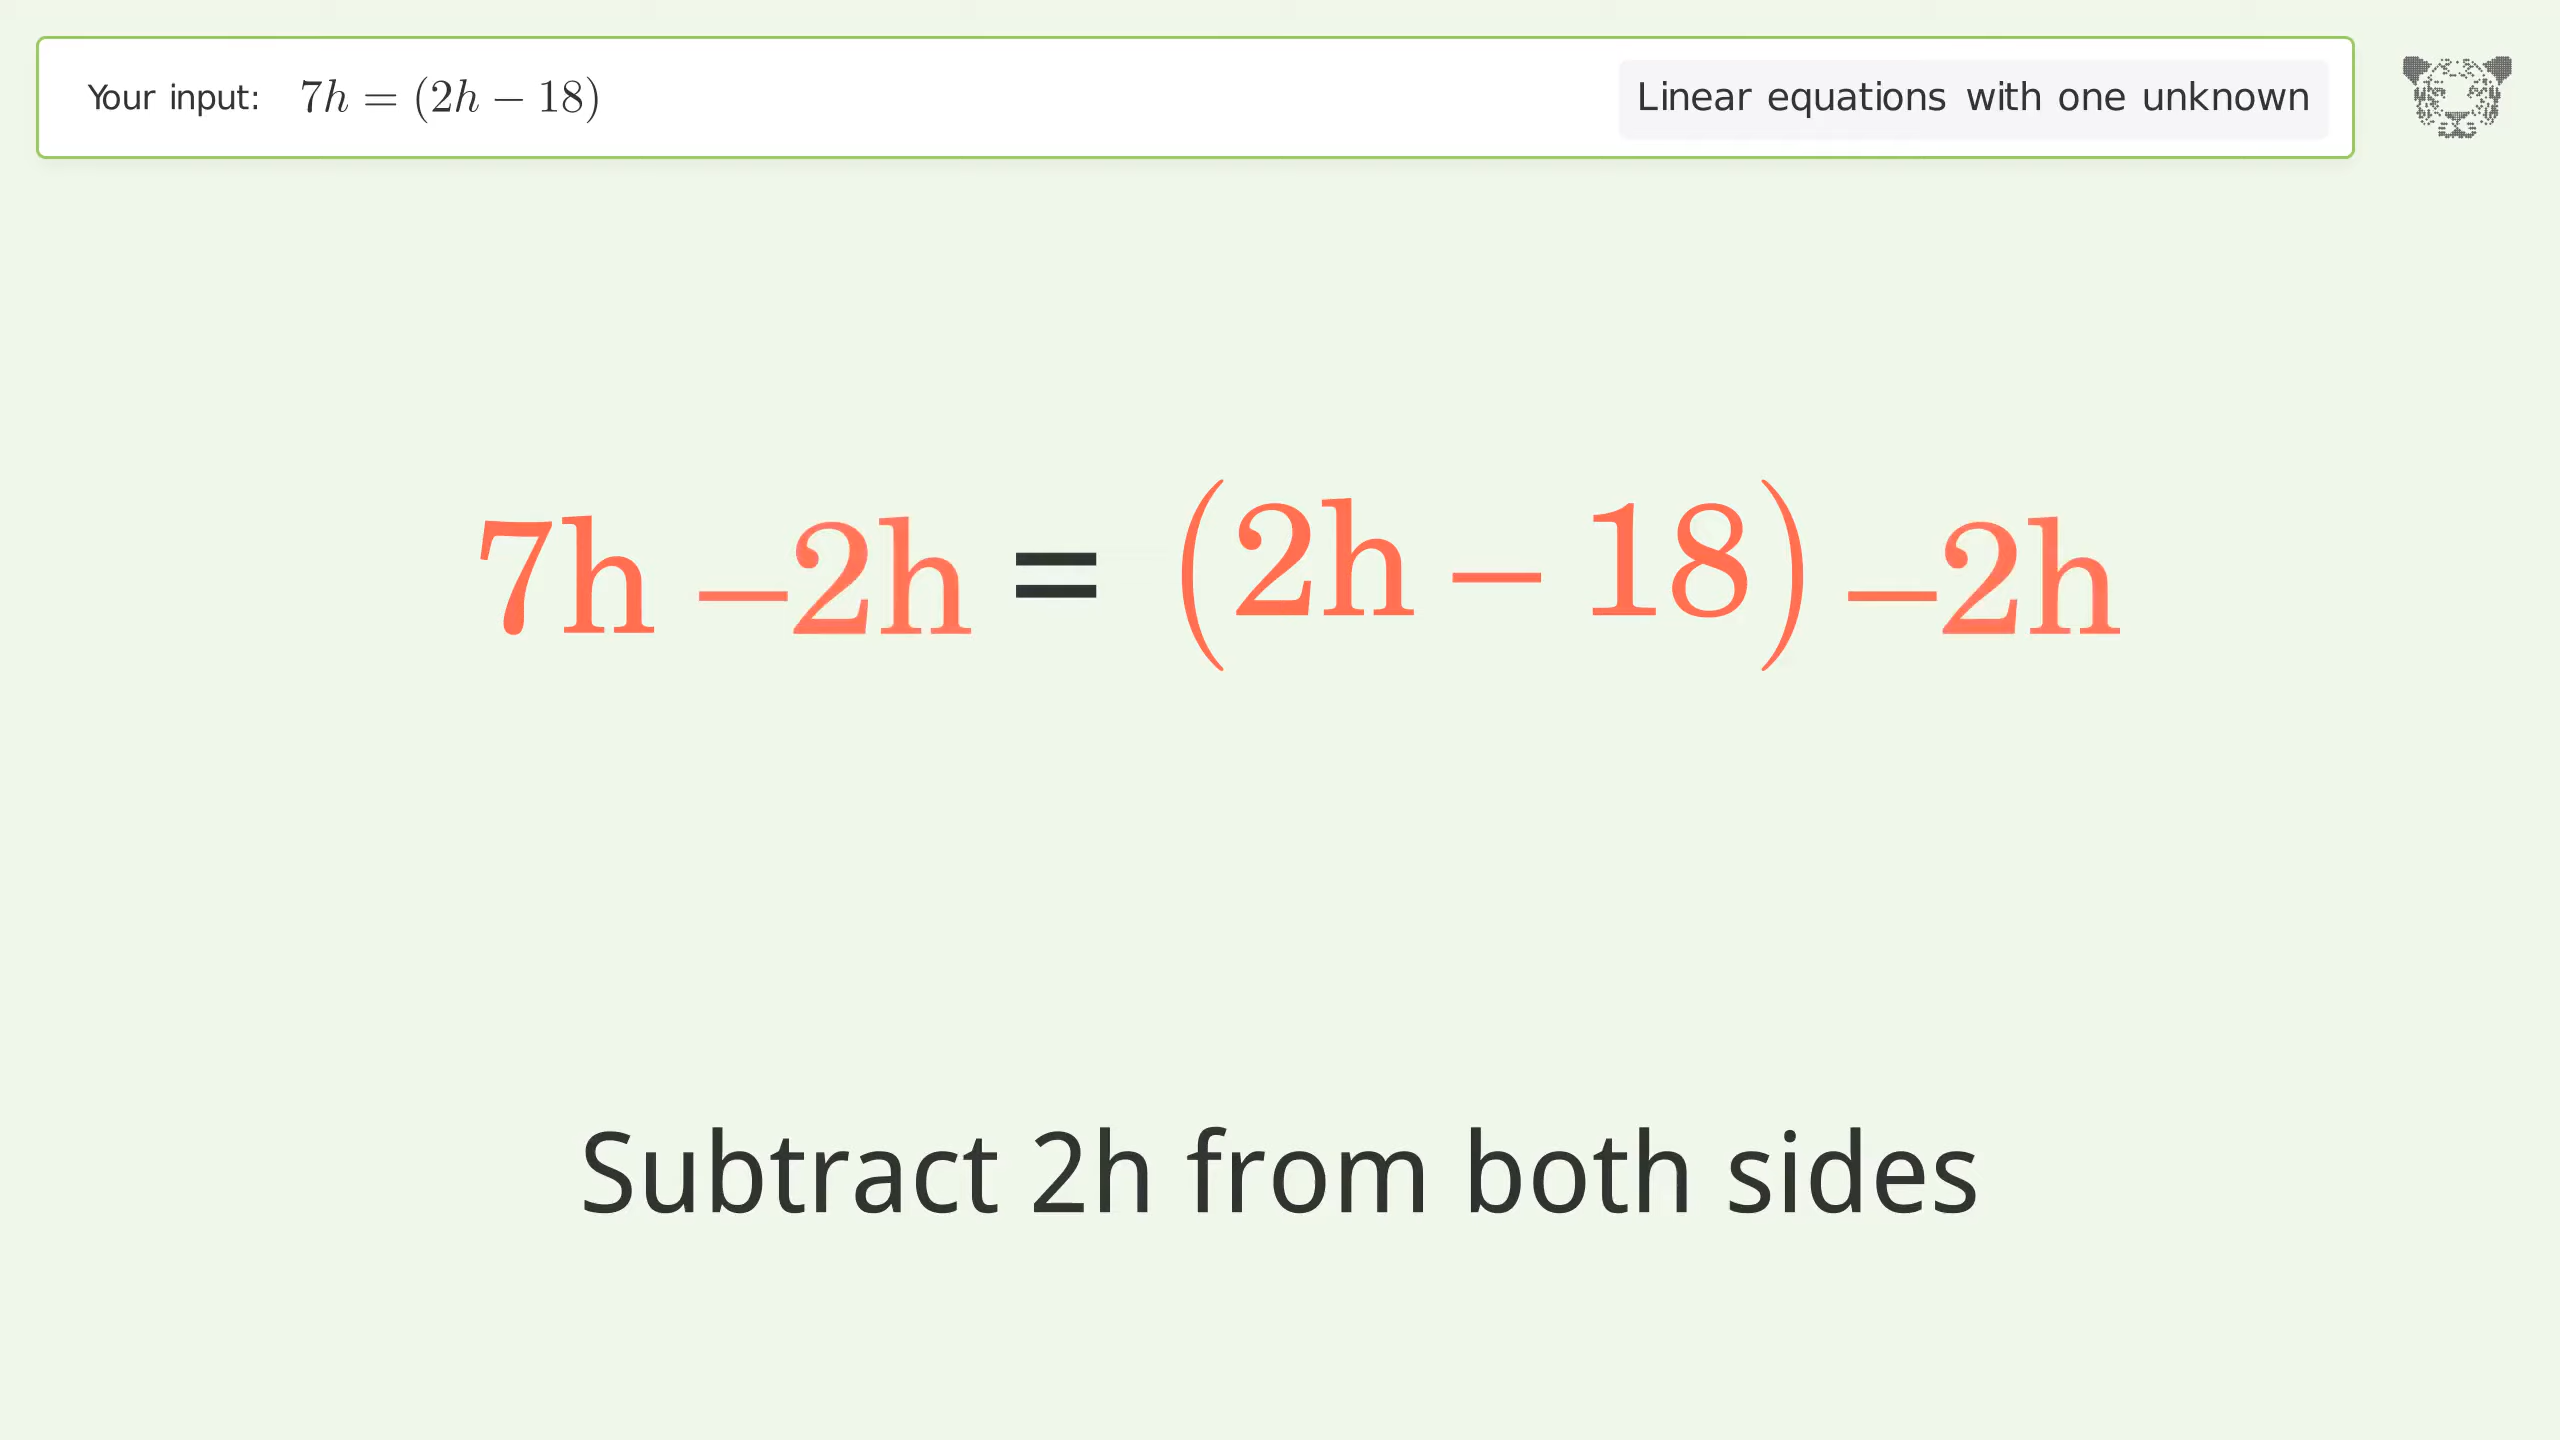 Your input: 7h = (2h − 18)
Linear equations with one unknown
7h −2h = (2h − 18) −2h
Subtract 2h from both sides